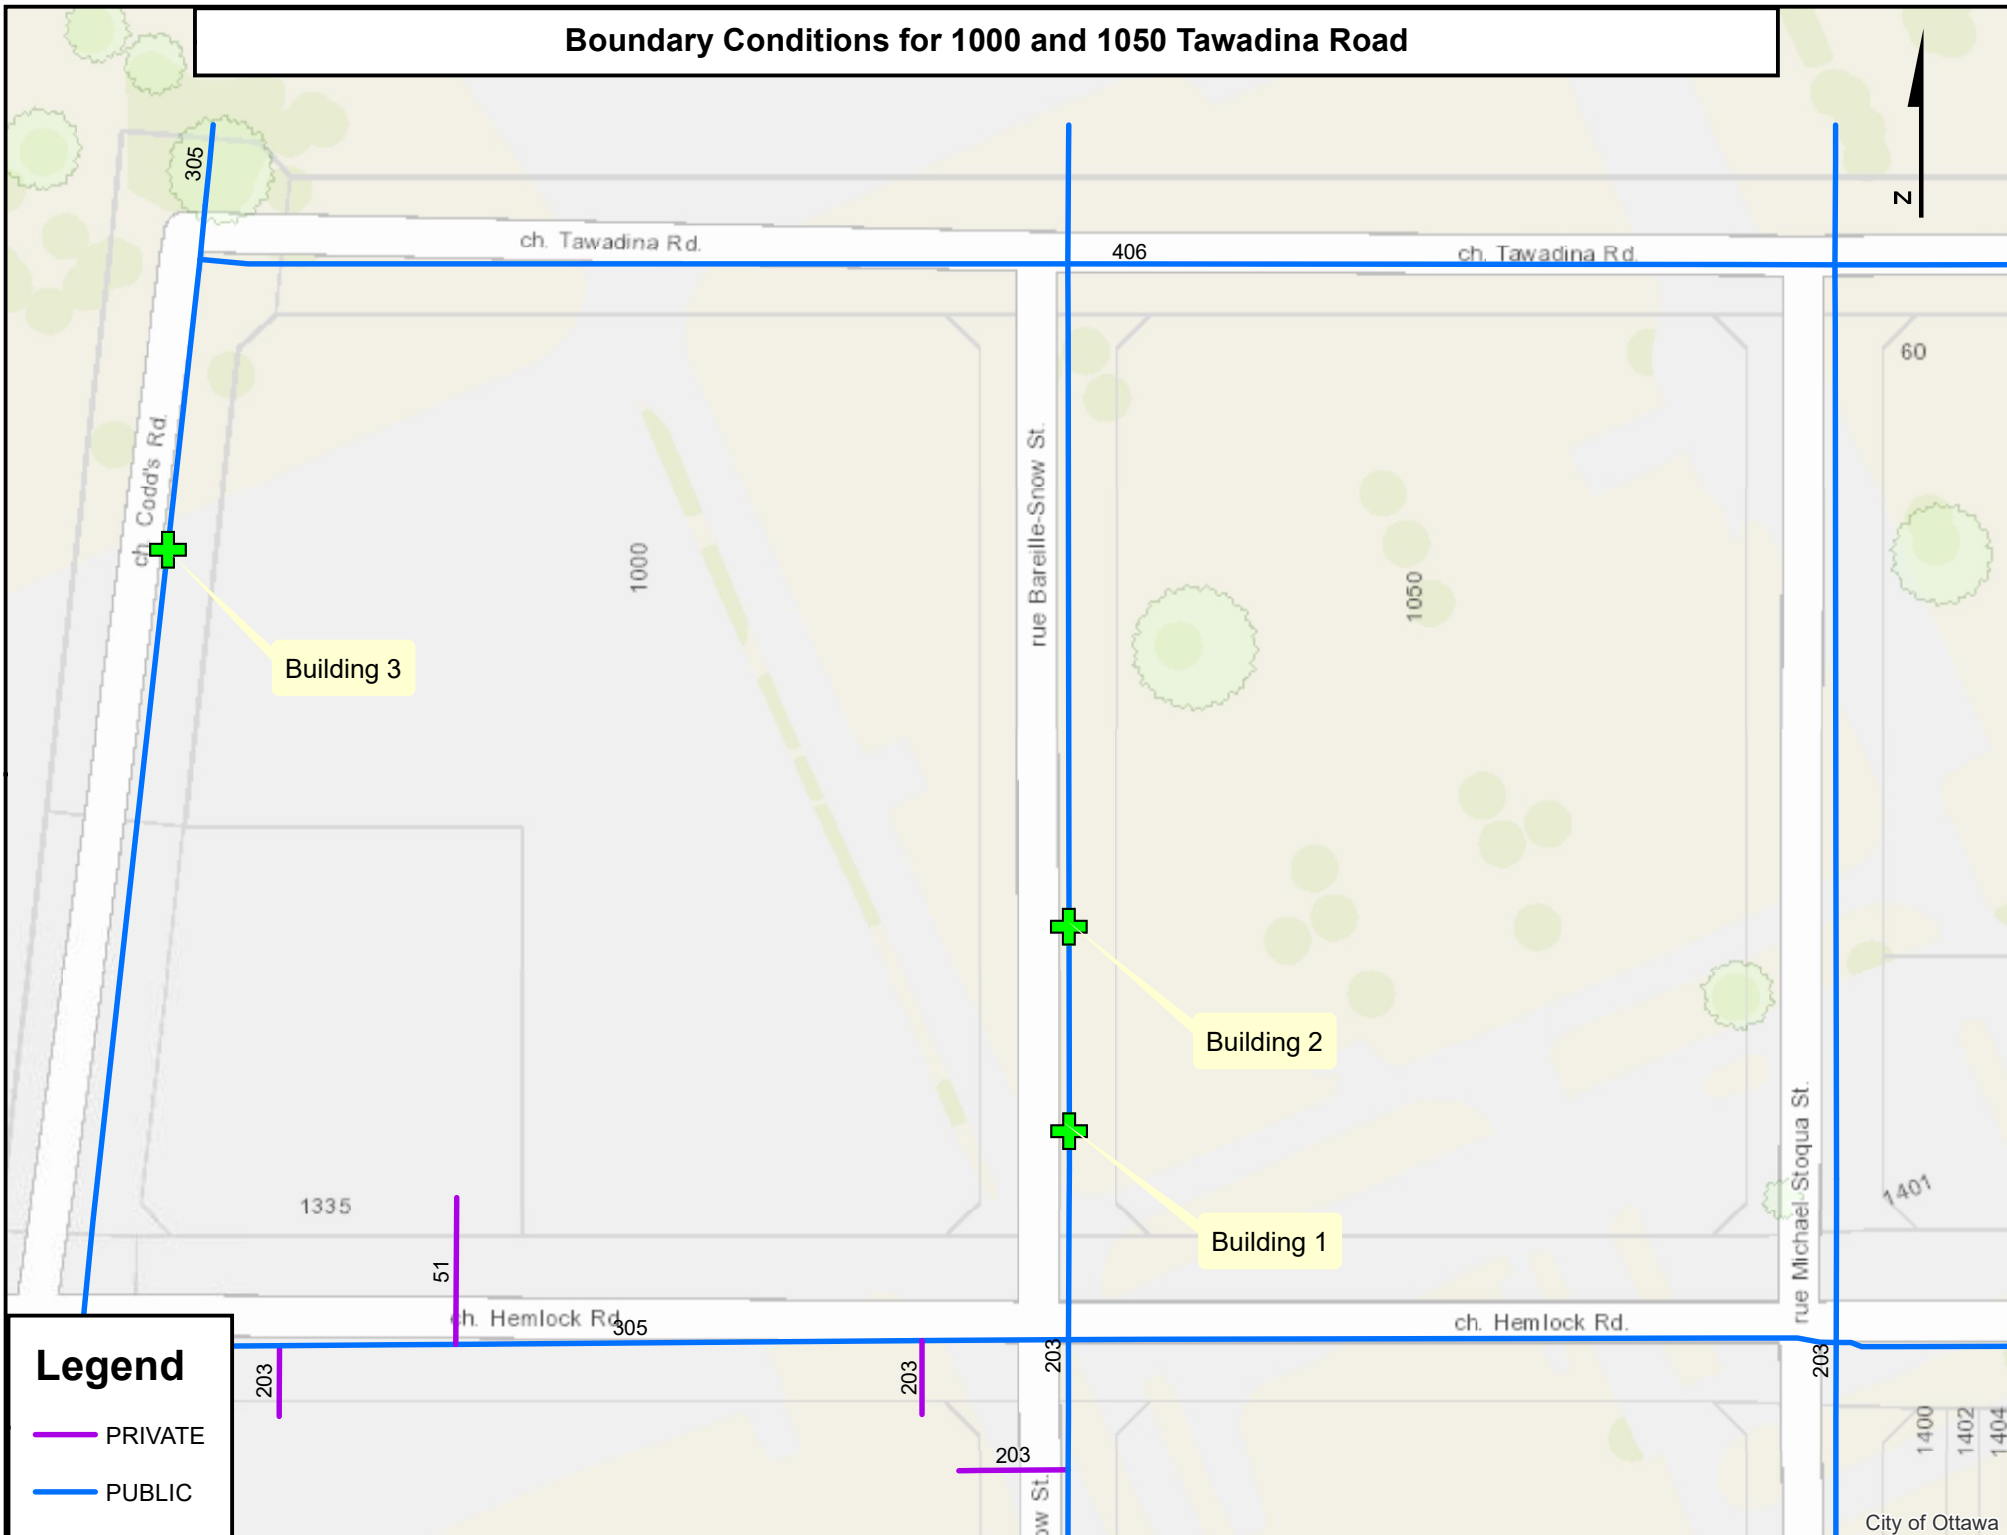 Boundary Conditions for 1000 and 1050 Tawadina Road
305
z
ch. Tawadina Rd.
406
ch. Tawadina Rd.
60
ch. Codd's Rd.
rue Bareille-Snow St.
1000
1050
Building 3
Building 2
Building 1
rue Michael-Stoqua St.
1401
1335
51
ch. Hemlock Rd.
305
ch. Hemlock Rd.
203
203
203
203
203
ow St.
1400
1402
1404
Legend
PRIVATE
PUBLIC
City of Ottawa